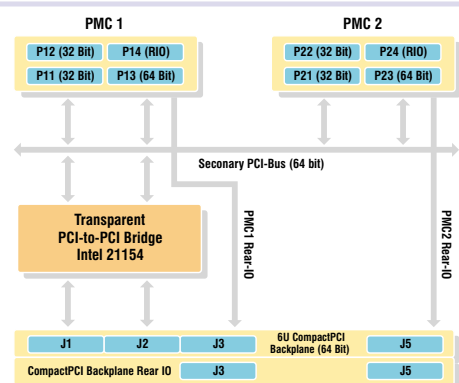 PMC 1
PMC 2
P12 (32 Bit)
P14 (RIO)
P11 (32 Bit)
P13 (64 Bit)
P22 (32 Bit)
P24 (RIO)
P21 (32 Bit)
P23 (64 Bit)
Seconary PCI-Bus (64 bit)
Transparent
PCI-to-PCI Bridge
Intel 21154
PMC1 Rear-IO
PMC2 Rear-IO
J1
J2
J3
6U CompactPCI
Backplane (64 Bit)
J5
CompactPCI Backplane Rear IO
J3
J5